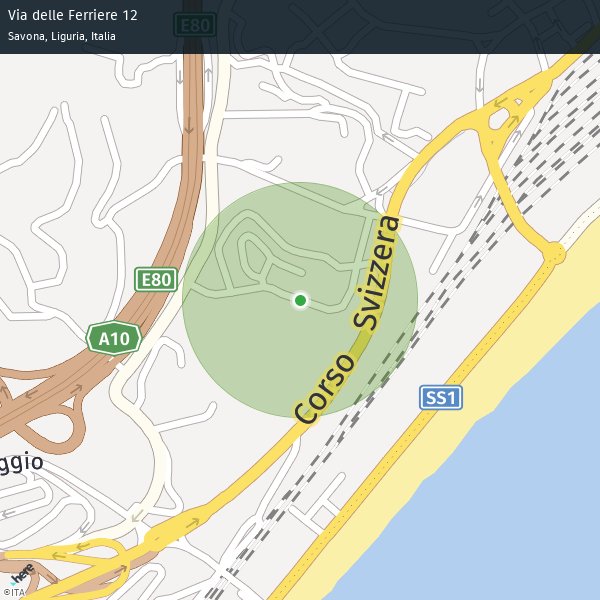 Via delle Ferriere 12
Savona, Liguria, Italia
E80
Corso Svizzera
E80
A10
SS1
ggio
here
©ITA